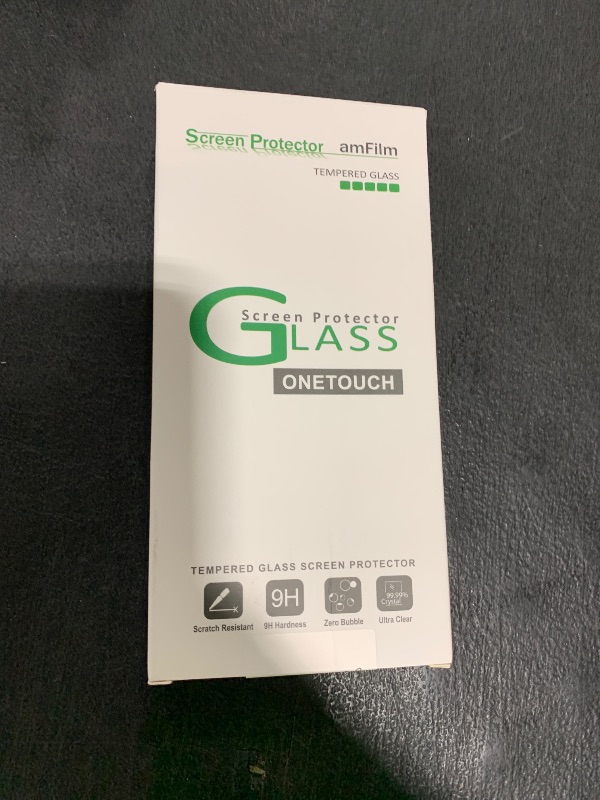 Screen Protector amFilm
TEMPERED GLASS
Screen Protector
GLASS
ONETOUCH
TEMPERED GLASS SCREEN PROTECTOR
9H
99.99%
Crystal
Scratch Resistant 9H Hardness Zero Bubble Ultra Clear